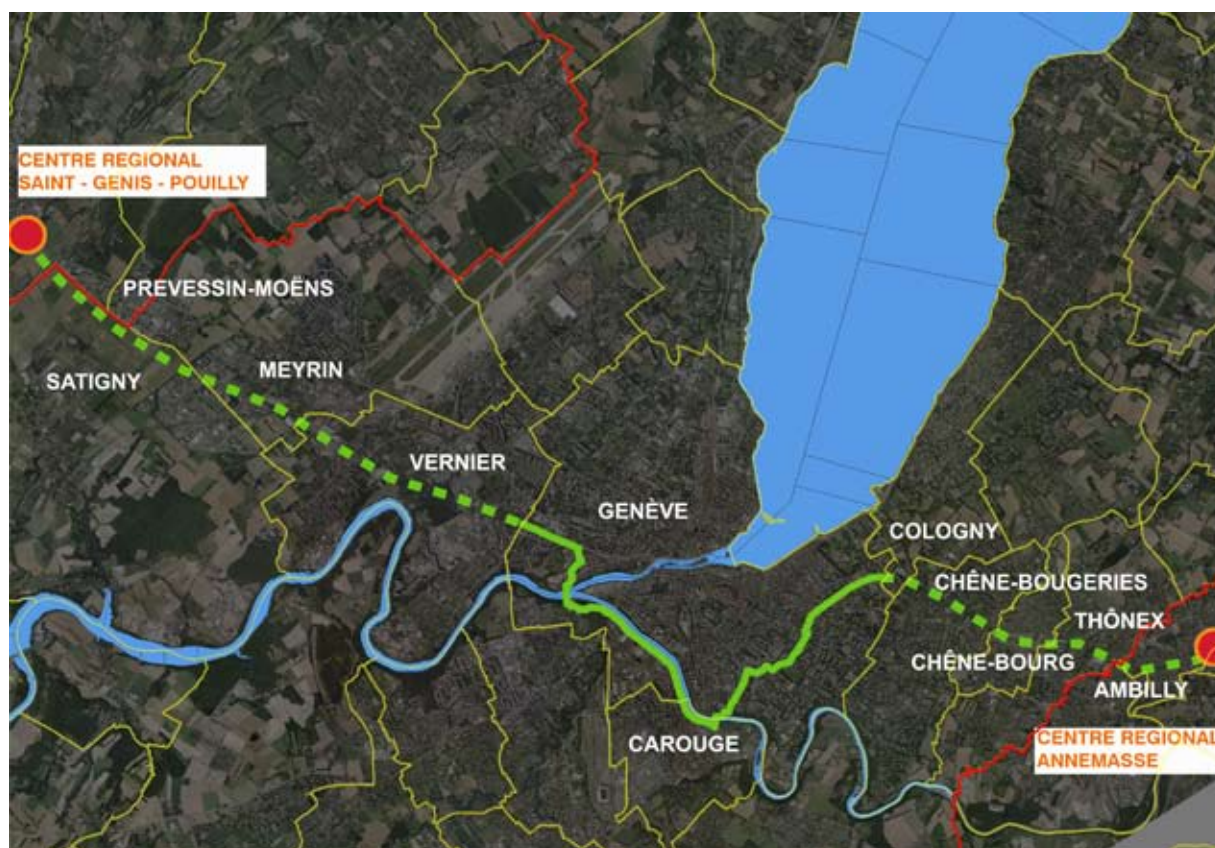 CENTRE REGIONAL
SAINT - GENIS - POUILLY
PREVESSIN-MOËNS
SATIGNY
MEYRIN
VERNIER
GENÈVE
COLOGNY
CHÊNE-BOUGERIES
THÔNEX
CHÊNE-BOURG
AMBILLY
CAROUGE
CENTRE REGIONAL
ANNEMASSE